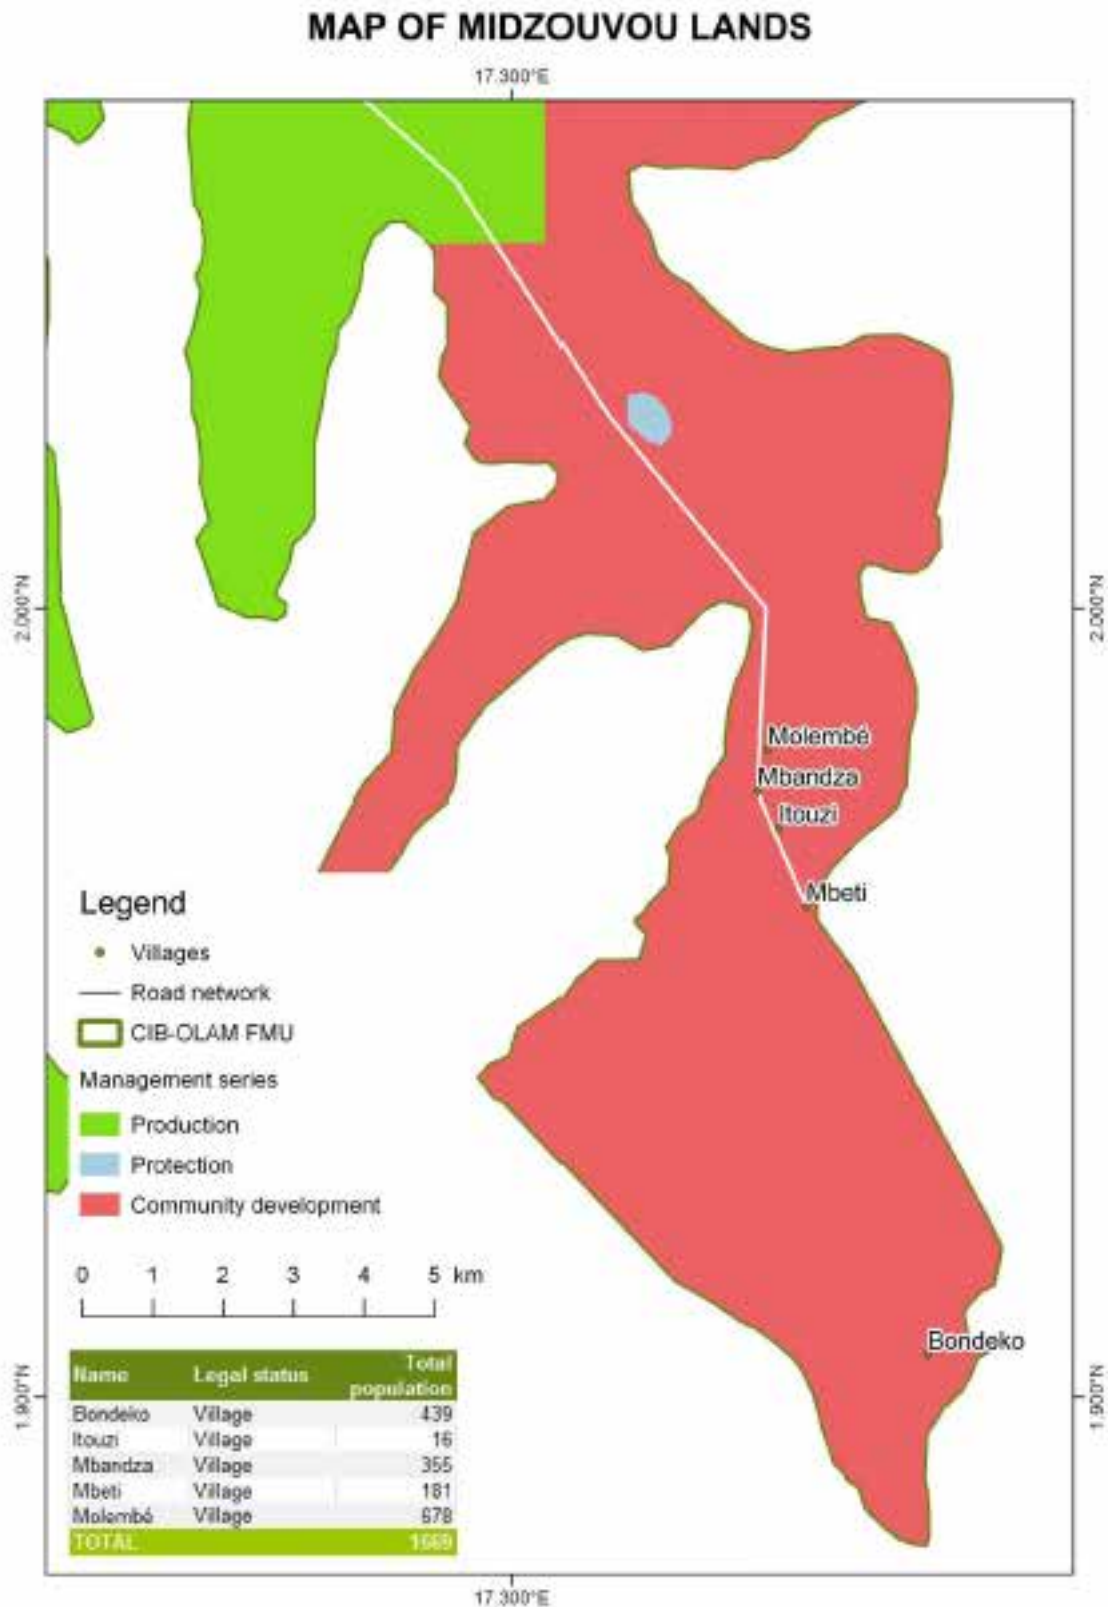 MAP OF MIDZOUVOU LANDS
17.300°E
2.000°N
2.000°N
Molembé
Mbandza
Itouzi
Mbeti
Legend
Villages
Road network
CIB-OLAM FMU
Management series
Production
Protection
Community development
0 1 2 3 4 5 km
Bondeko
1.900°N
1.900°N
Name Legal status Total population
Bondeko Village 439
Itouzi Village 16
Mbandza Village 355
Mbeti Village 181
Molembé Village 678
TOTAL 1669
17.300°E